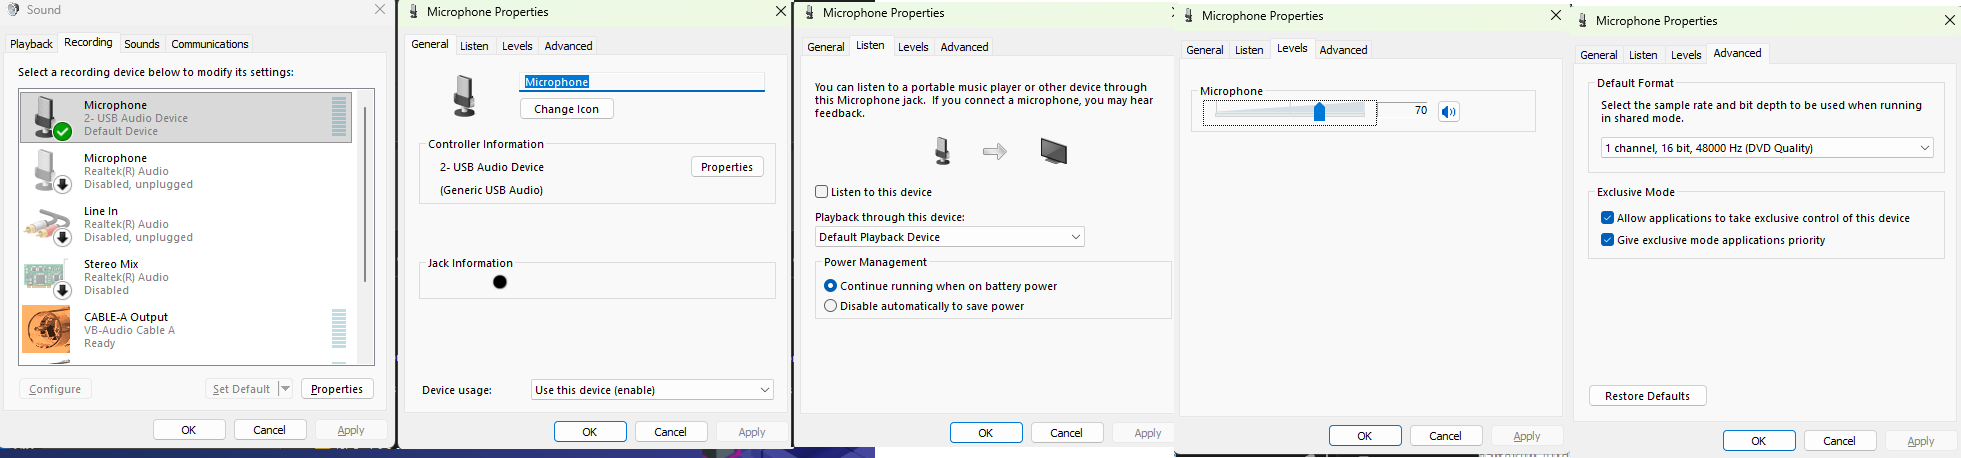 Sound
Playback Recording Sounds Communications
Select a recording device below to modify its settings:
Microphone
2- USB Audio Device
Default Device
Microphone
Realtek(R) Audio
Disabled, unplugged
Line In
Realtek(R) Audio
Disabled, unplugged
Stereo Mix
Realtek(R) Audio
Disabled
CABLE-A Output
VB-Audio Cable A
Ready
Configure Set Default Properties
OK Cancel Apply
Microphone Properties
General Listen Levels Advanced
Microphone
Change Icon
Controller Information
2- USB Audio Device Properties
(Generic USB Audio)
Jack Information
Device usage: Use this device (enable)
OK Cancel Apply
Microphone Properties
General Listen Levels Advanced
You can listen to a portable music player or other device through
this Microphone jack. If you connect a microphone, you may hear
feedback.
Listen to this device
Playback through this device:
Default Playback Device
Power Management
Continue running when on battery power
Disable automatically to save power
OK Cancel Apply
Microphone Properties
General Listen Levels Advanced
Microphone
70
OK Cancel Apply
Microphone Properties
General Listen Levels Advanced
Default Format
Select the sample rate and bit depth to be used when running
in shared mode.
1 channel, 16 bit, 48000 Hz (DVD Quality)
Exclusive Mode
Allow applications to take exclusive control of this device
Give exclusive mode applications priority
Restore Defaults
OK Cancel Apply